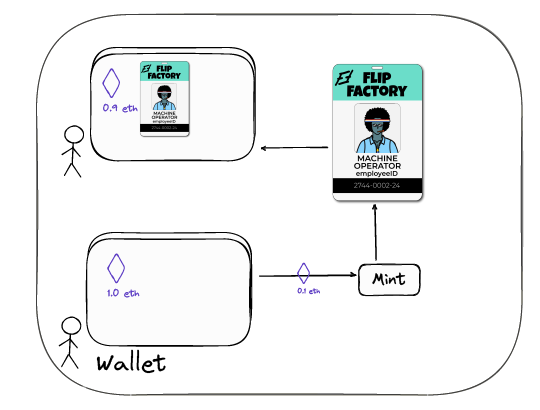 0.9 eth
FLIP
FACTORY
MACHINE
OPERATOR
employeeID
2744-0002-24
FLIP
FACTORY
MACHINE
OPERATOR
employeeID
2744-0002-24
1.0 eth
0.1 eth
Mint
Wallet